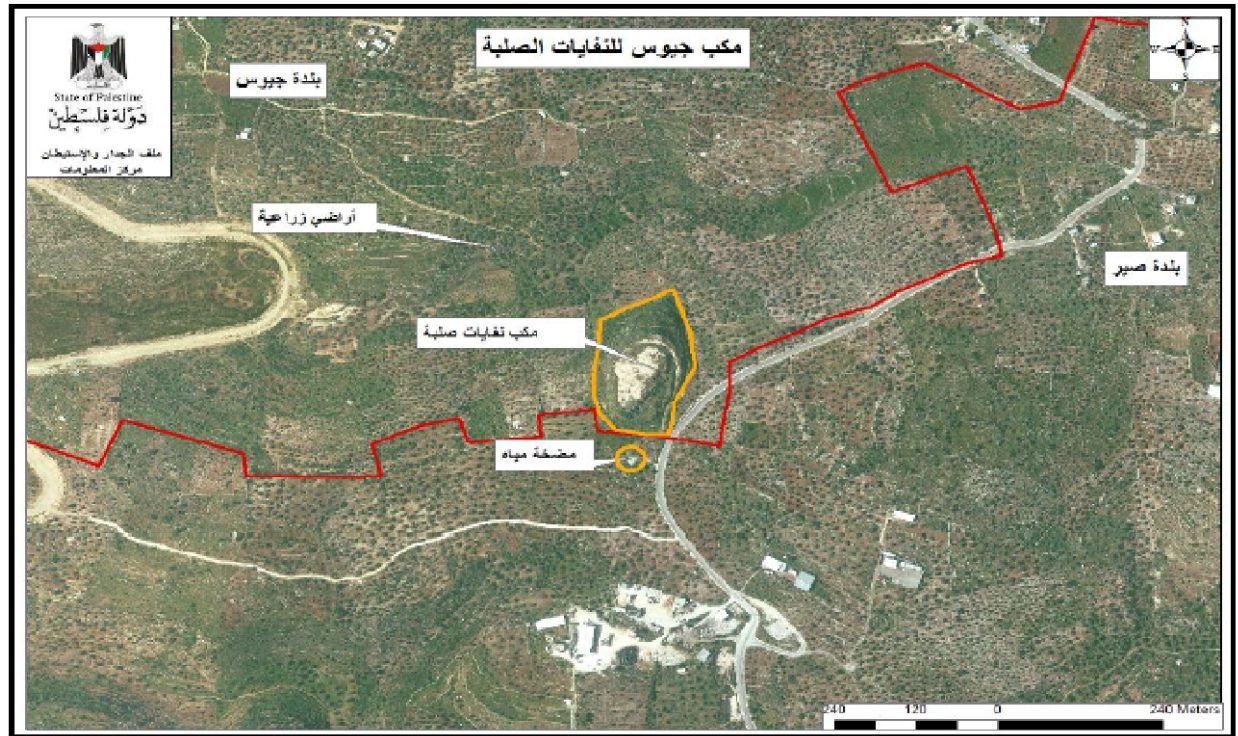 مكب جيوس للنفايات الصلبة
State of Palestine
دَوْلَة فِلَسْطِين
ملف الجدار والإستيطان
مركز المعلومات
بلدة جيوس
N
W E
S
أراضي زراعية
بلدة صير
مكب نفايات صلبة
مضخة مياه
240 120 0 240 Meters